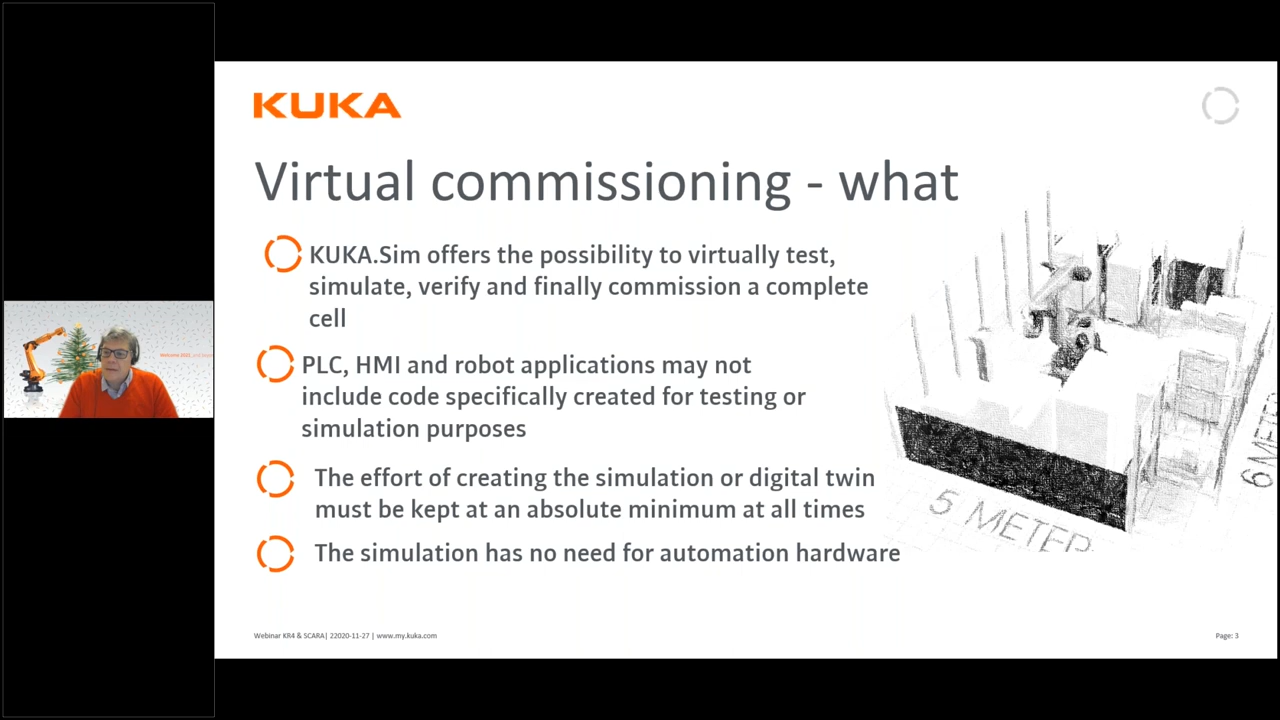 KUKA
Virtual commissioning - what
KUKA.Sim offers the possibility to virtually test,
simulate, verify and finally commission a complete
cell
PLC, HMI and robot applications may not
include code specifically created for testing or
simulation purposes
The effort of creating the simulation or digital twin
must be kept at an absolute minimum at all times
The simulation has no need for automation hardware
5 METER
Webinar KR4 & SCARA| 22020-11-27 | www.my.kuka.com
Page: 3